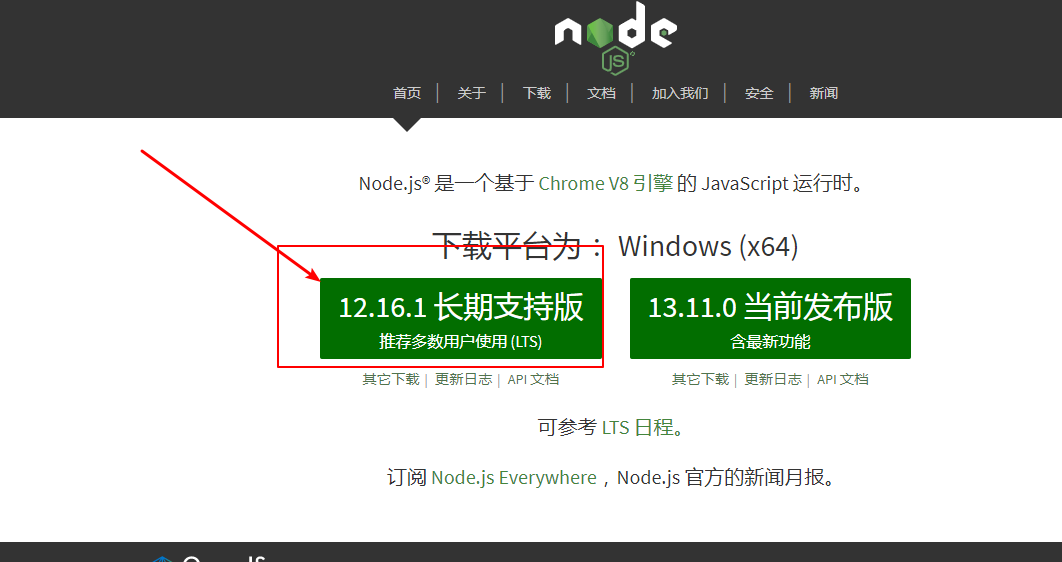 node
JS
首页 | 关于 | 下载 | 文档 | 加入我们 | 安全 | 新闻
Node.js® 是一个基于 Chrome V8 引擎 的 JavaScript 运行时。
下载平台为： Windows (x64)
12.16.1 长期支持版
推荐多数用户使用 (LTS)
其它下载 | 更新日志 | API 文档
13.11.0 当前发布版
含最新功能
其它下载 | 更新日志 | API 文档
可参考 LTS 日程。
订阅 Node.js Everywhere，Node.js 官方的新闻月报。